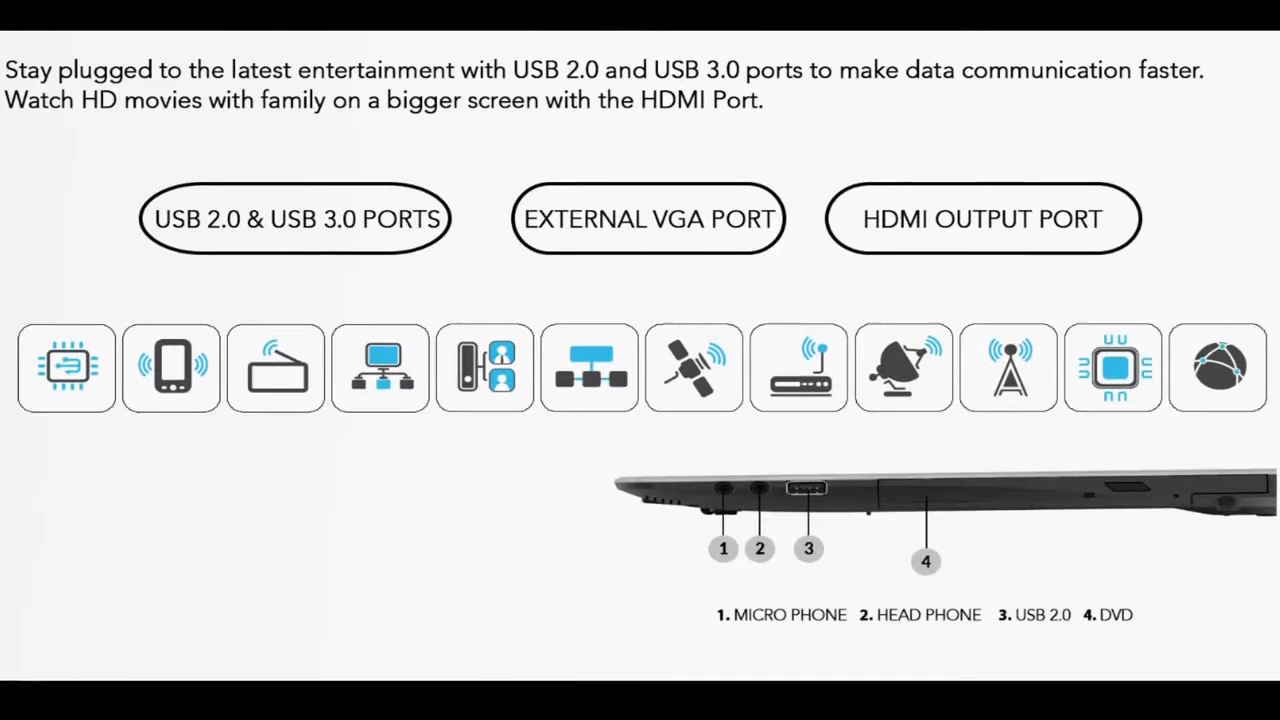 Stay plugged to the latest entertainment with USB 2.0 and USB 3.0 ports to make data communication faster.
Watch HD movies with family on a bigger screen with the HDMI Port.
USB 2.0 & USB 3.0 PORTS
EXTERNAL VGA PORT
HDMI OUTPUT PORT
1 2 3
4
1. MICRO PHONE 2. HEAD PHONE 3. USB 2.0 4. DVD